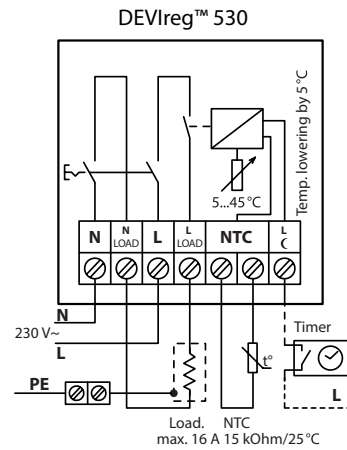 DEVIreg™ 530
Temp. lowering by 5 °C
5...45 °C
N
N
LOAD
L
L
LOAD
NTC
L
N
230 V~
L
PE
t°
Timer
L
Load. NTC
max. 16 A 15 kOhm/25 °C